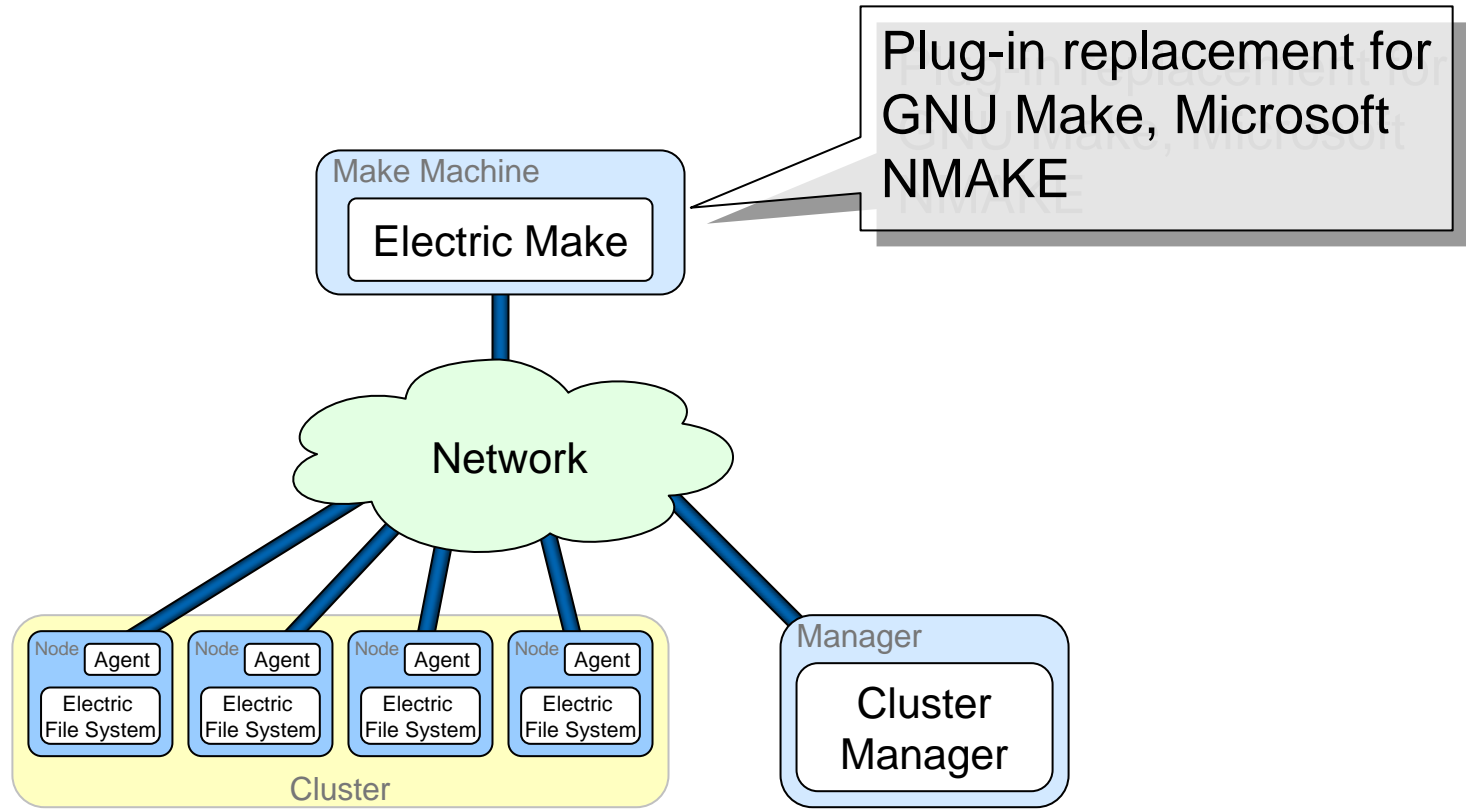 Plug-in replacement for
GNU Make, Microsoft
NMAKE
Make Machine
Electric Make
Network
Node
Agent
Electric
File System
Node
Agent
Electric
File System
Node
Agent
Electric
File System
Node
Agent
Electric
File System
Cluster
Manager
Cluster
Manager